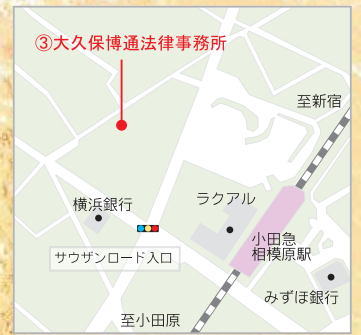 ③大久保博通法律事務所
至新宿
横浜銀行
ラクアル
サウザンロード入口
小田急
相模原駅
みずほ銀行
至小田原